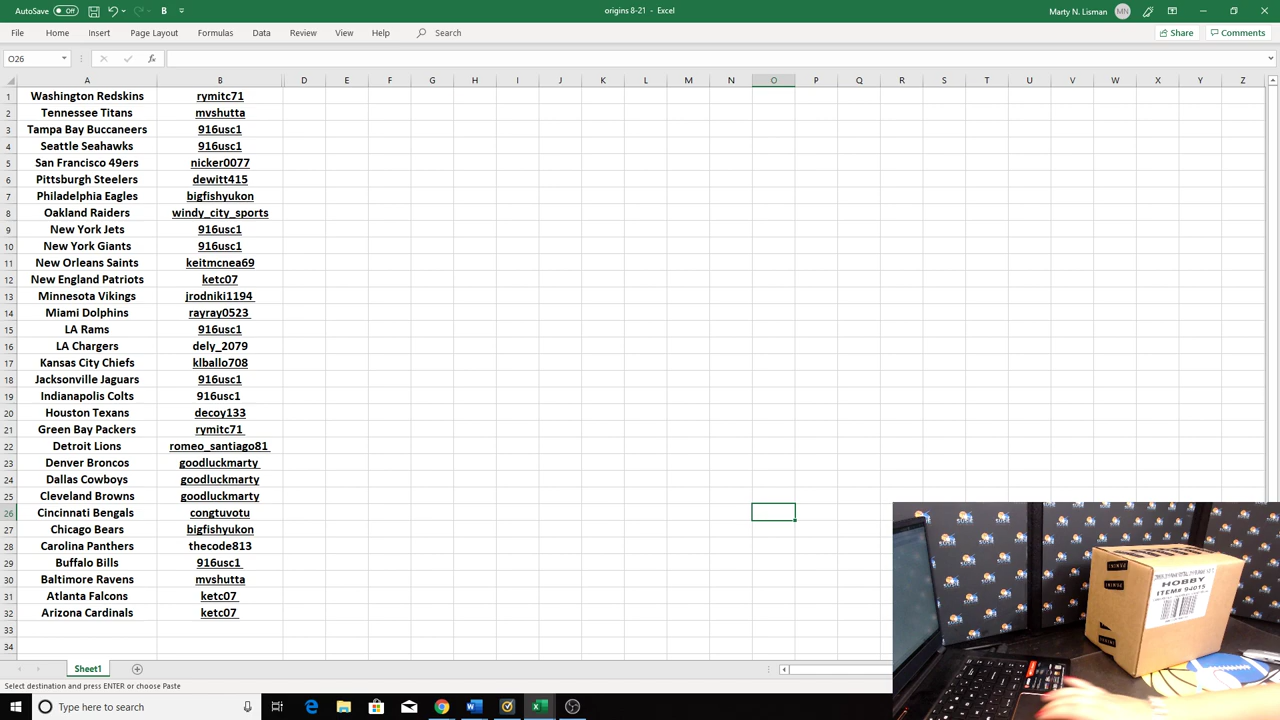 AutoSave Off B origins 8-21 - Excel Marty N. Lisman MN
File Home Insert Page Layout Formulas Data Review View Help Search Share Comments
O26 fx
A B D E F G H I J K L M N O P Q R S T U V W X Y Z
1 Washington Redskins rymitc71
2 Tennessee Titans mvshutta
3 Tampa Bay Buccaneers 916usc1
4 Seattle Seahawks 916usc1
5 San Francisco 49ers nicker0077
6 Pittsburgh Steelers dewitt415
7 Philadelphia Eagles bigfishyukon
8 Oakland Raiders windy_city_sports
9 New York Jets 916usc1
10 New York Giants 916usc1
11 New Orleans Saints keitmcnea69
12 New England Patriots ketc07
13 Minnesota Vikings jrodniki1194
14 Miami Dolphins rayray0523
15 LA Rams 916usc1
16 LA Chargers dely_2079
17 Kansas City Chiefs klballo708
18 Jacksonville Jaguars 916usc1
19 Indianapolis Colts 916usc1
20 Houston Texans decoy133
21 Green Bay Packers rymitc71
22 Detroit Lions romeo_santiago81
23 Denver Broncos goodluckmarty
24 Dallas Cowboys goodluckmarty
25 Cleveland Browns goodluckmarty
26 Cincinnati Bengals congtuvotu
27 Chicago Bears bigfishyukon
28 Carolina Panthers thecode813
29 Buffalo Bills 916usc1
30 Baltimore Ravens mvshutta
31 Atlanta Falcons ketc07
32 Arizona Cardinals ketc07
33
34
HOBBY
ITEM# 94015
PANINI
PANINI
PANINI
Sheet1
Select destination and press ENTER or choose Paste
Type here to search